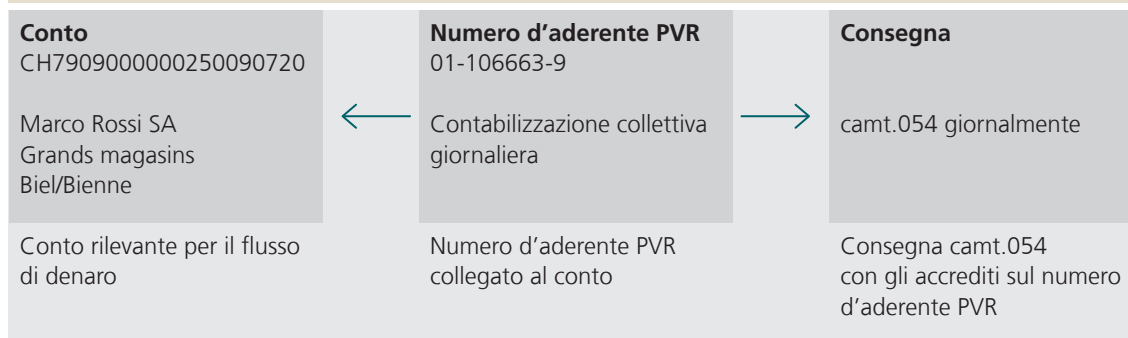 Conto
CH7909000000250090720
Marco Rossi SA
Grands magasins
Biel/Bienne
Conto rilevante per il flusso
di denaro
Numero d’aderente PVR
01-106663-9
Contabilizzazione collettiva
giornaliera
Numero d’aderente PVR
collegato al conto
Consegna
camt.054 giornalmente
Consegna camt.054
con gli accrediti sul numero
d’aderente PVR